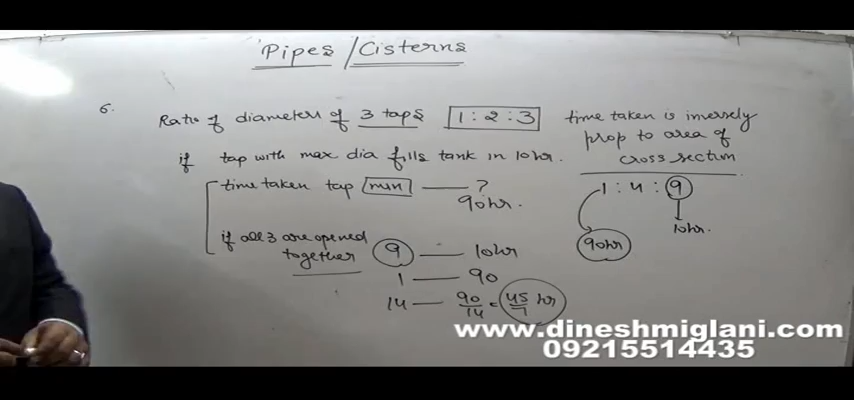 Pipes / Cisterns
6. Ratio of diameters of 3 taps 1 : 2 : 3
if tap with max dia fills tank in 10hr.
time taken tap min — ?
90hr.
if all 3 are opened together
9 — 10hr
1 — 90
14 — 90/14 = 45/7 hr
time taken is inversely
prop to area of
cross section
1 : 4 : 9
90hr
10hr.
www.dineshmiglani.com
09215514435